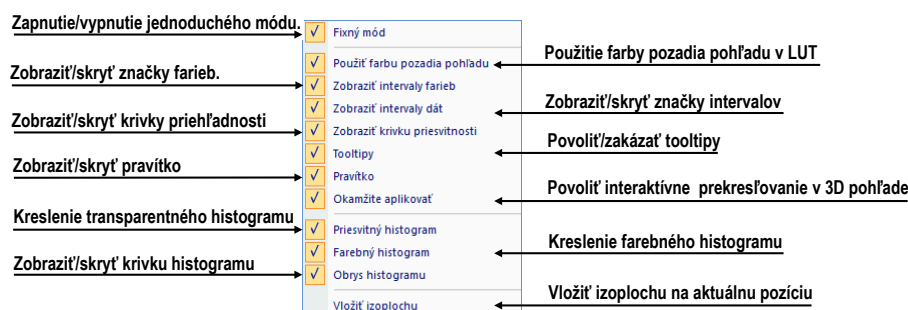 Zapnutie/vypnutie jednoduchého módu.
Fixný mód
Použiť farbu pozadia pohľadu
Použitie farby pozadia pohľadu v LUT
Zobraziť/skryť značky farieb.
Zobraziť intervaly farieb
Zobraziť intervaly dát
Zobraziť/skryť značky intervalov
Zobraziť/skryť krivky priehľadnosti
Zobraziť krivku priesvitnosti
Tooltipy
Povoliť/zakázať tooltipy
Zobraziť/skryť pravítko
Pravítko
Okamžite aplikovať
Povoliť interaktívne prekresľovanie v 3D pohľade
Kreslenie transparentného histogramu
Priesvitný histogram
Farebný histogram
Kreslenie farebného histogramu
Zobraziť/skryť krivku histogramu
Obrys histogramu
Vložiť izoplochu
Vložiť izoplochu na aktuálnu pozíciu